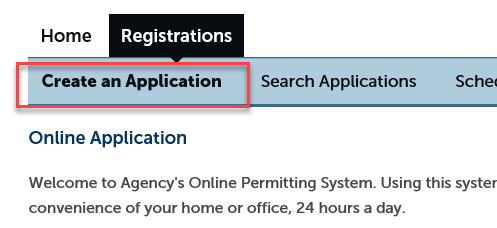 Home Registrations
Create an Application Search Applications
Online Application
Welcome to Agency's Online Permitting System. Using this
convenience of your home or office, 24 hours a day.